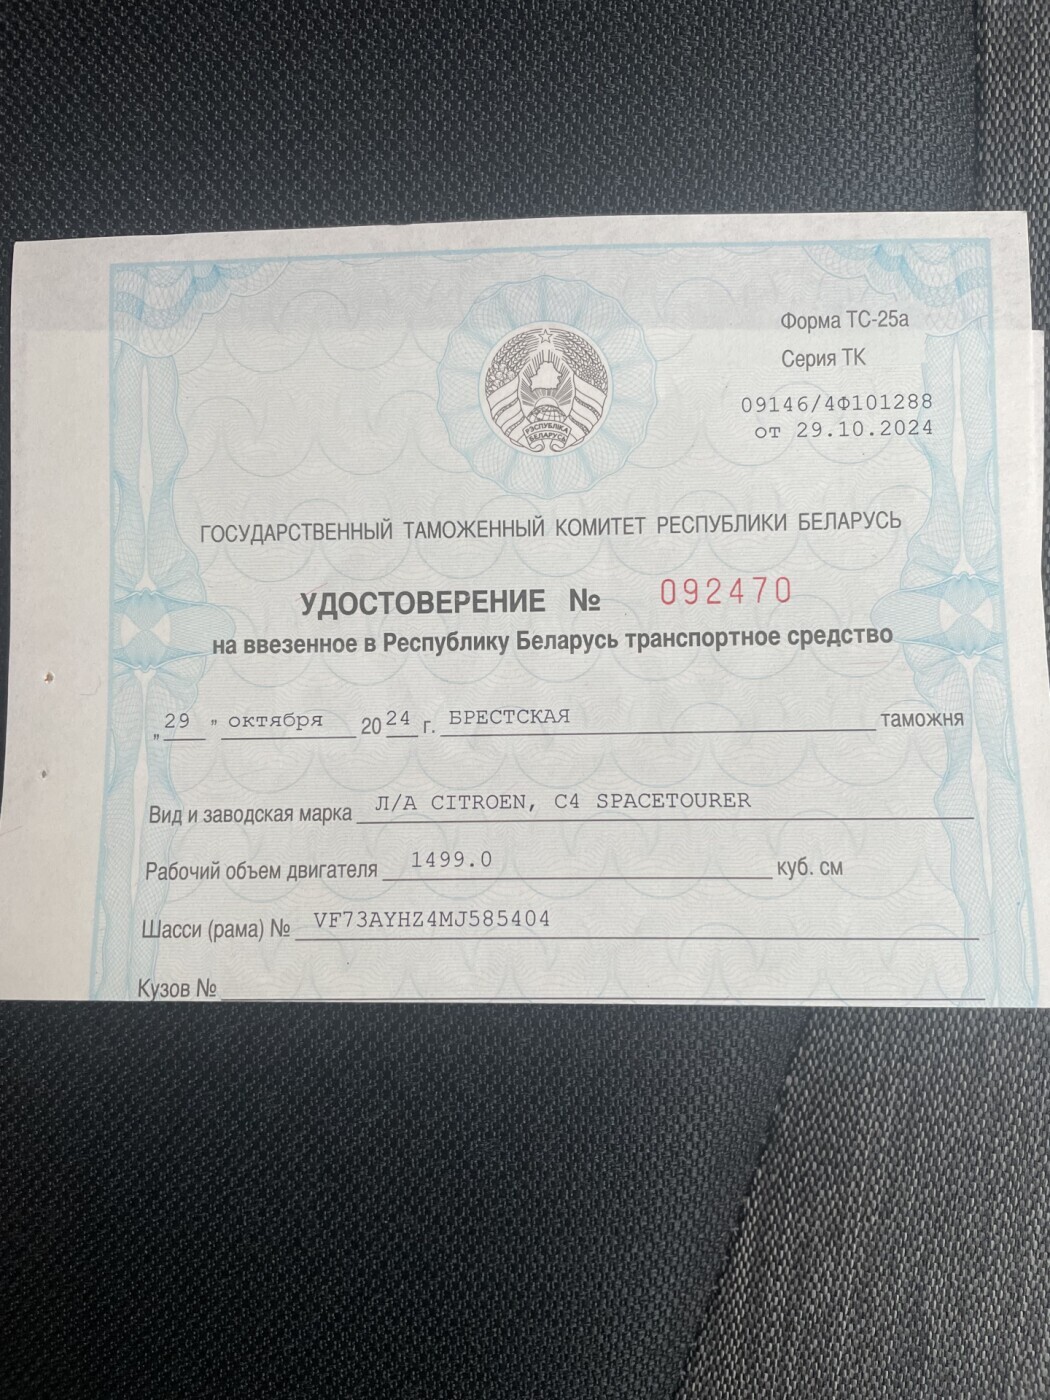 Форма ТС-25а
Серия ТК
09146/4Ф101288
от 29.10.2024
РЭСПУБЛІКА
БЕЛАРУСЬ
ГОСУДАРСТВЕННЫЙ ТАМОЖЕННЫЙ КОМИТЕТ РЕСПУБЛИКИ БЕЛАРУСЬ
УДОСТОВЕРЕНИЕ № 092470
на ввезенное в Республику Беларусь транспортное средство
„29" октября 2024 г. БРЕСТСКАЯ таможня
Вид и заводская марка Л/А CITROEN, C4 SPACETOURER
Рабочий объем двигателя 1499.0 куб. см
Шасси (рама) № VF73AYHZ4MJ585404
Кузов №